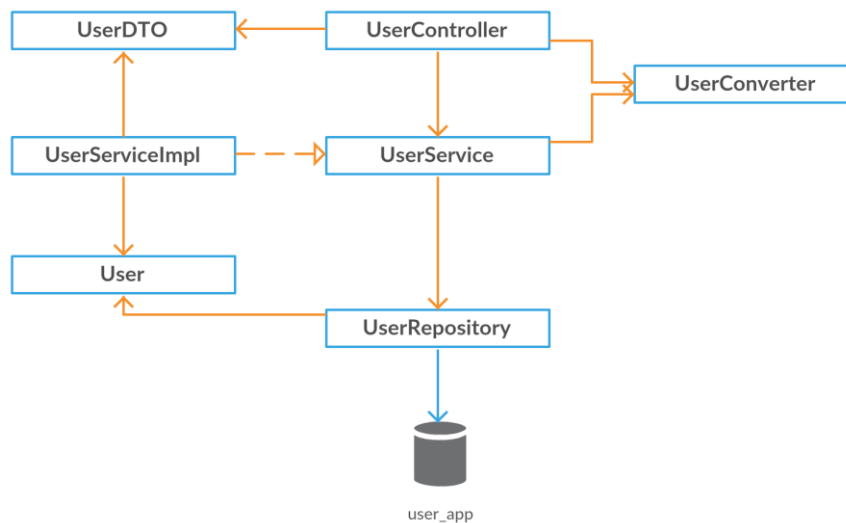 UserDTO
UserController
UserConverter
UserServiceImpl
UserService
User
UserRepository
user_app